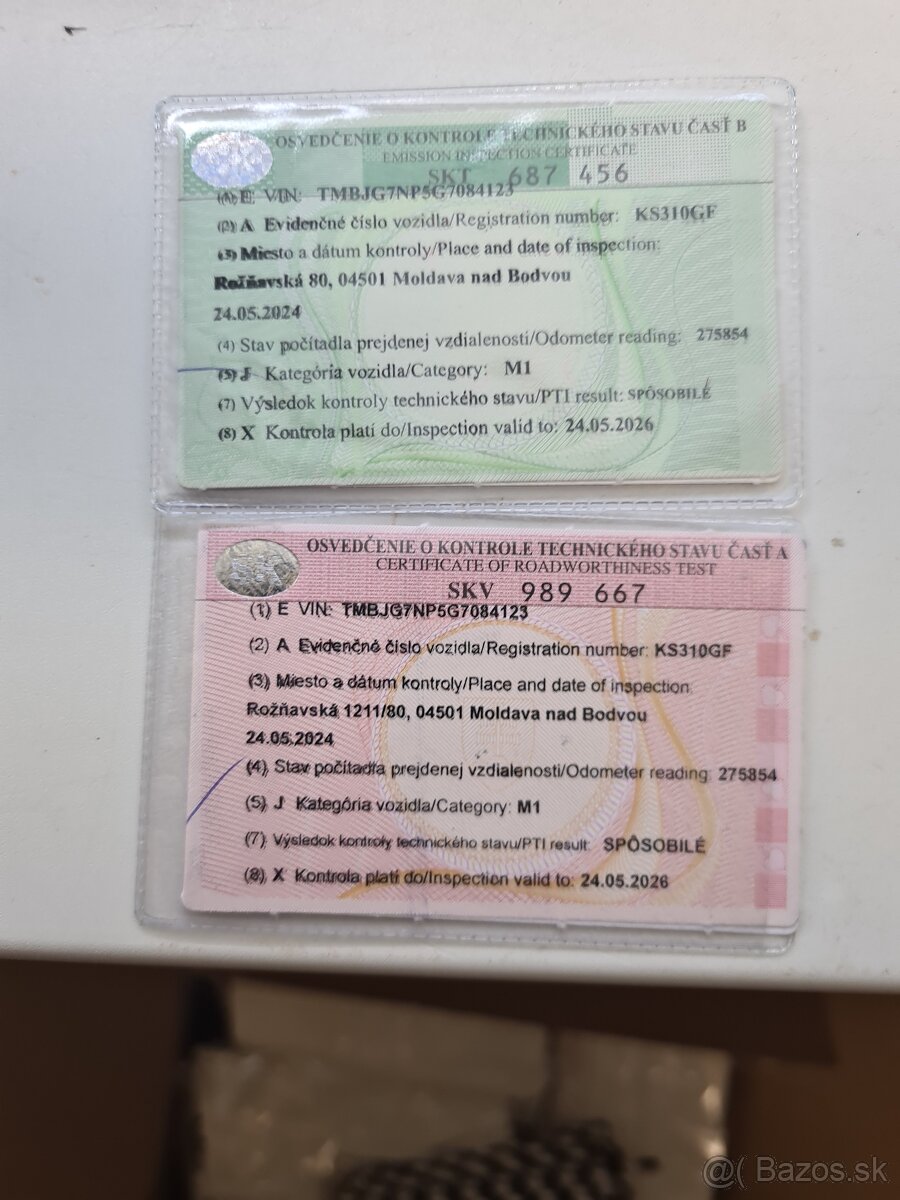 OSVEDČENIE O KONTROLE TECHNICKÉHO STAVU ČASŤ B
EMISSION INSPECTION CERTIFICATE
SKT 687 456
(1) E VIN: TMBJG7NP5G7084123
(2) A Evidenčné číslo vozidla/Registration number: KS310GF
(3) Miesto a dátum kontroly/Place and date of inspection:
Rožňavská 80, 04501 Moldava nad Bodvou
24.05.2024
(4) Stav počítadla prejdenej vzdialenosti/Odometer reading: 275854
(5) J Kategória vozidla/Category: M1
(7) Výsledok kontroly technického stavu/PTI result: SPÔSOBILÉ
(8) X Kontrola platí do/Inspection valid to: 24.05.2026
OSVEDČENIE O KONTROLE TECHNICKÉHO STAVU ČASŤ A
CERTIFICATE OF ROADWORTHINESS TEST
SKV 989 667
(1) E VIN: TMBJG7NP5G7084123
(2) A Evidenčné číslo vozidla/Registration number: KS310GF
(3) Miesto a dátum kontroly/Place and date of inspection
Rožňavská 1211/80, 04501 Moldava nad Bodvou
24.05.2024
(4) Stav počítadla prejdenej vzdialenosti/Odometer reading: 275854
(5) J Kategória vozidla/Category: M1
(7) Výsledok kontroly technického stavu/PTI result: SPÔSOBILÉ
(8) X Kontrola platí do/Inspection valid to: 24.05.2026
@( Bazos.sk